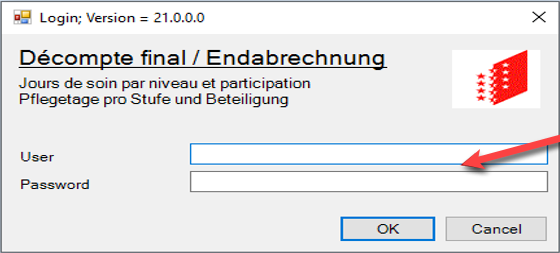 Login; Version = 21.0.0.0
Décompte final / Endabrechnung
Jours de soin par niveau et participation
Pflegetage pro Stufe und Beteiligung
User
Password
OK Cancel